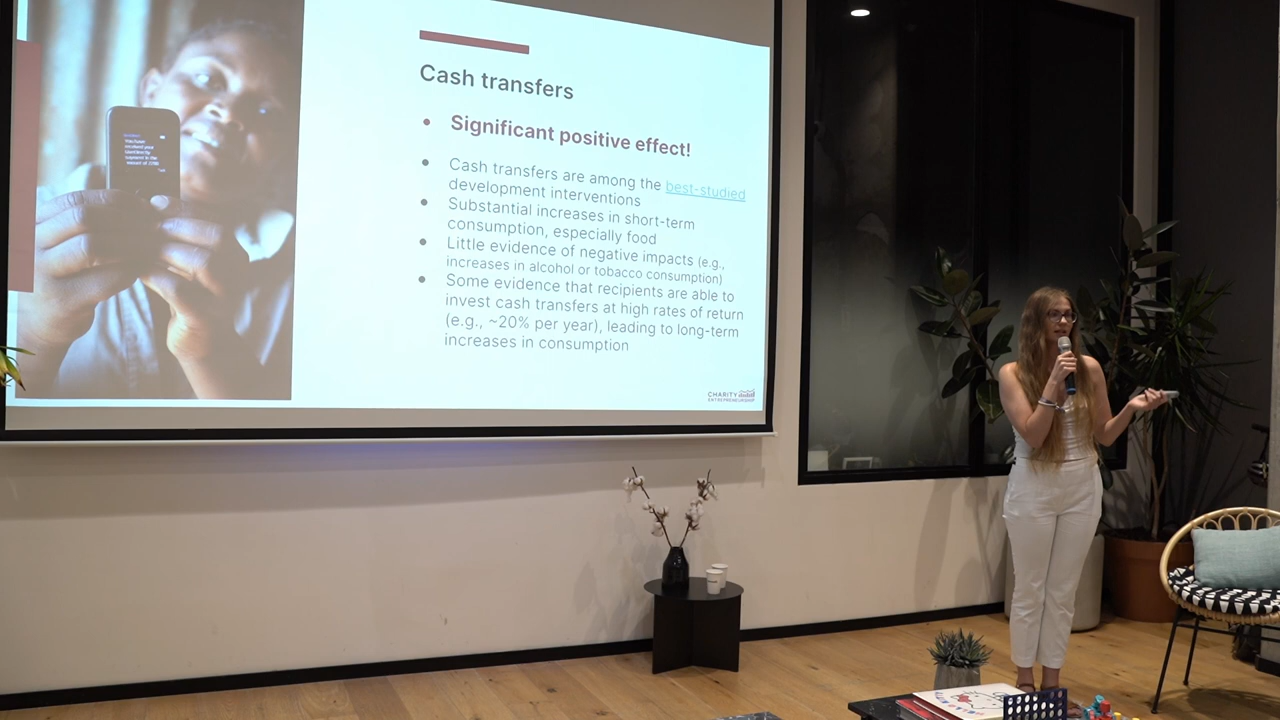 Cash transfers
• Significant positive effect!
• Cash transfers are among the best-studied
development interventions
• Substantial increases in short-term
consumption, especially food
• Little evidence of negative impacts (e.g.,
increases in alcohol or tobacco consumption)
• Some evidence that recipients are able to
invest cash transfers at high rates of return
(e.g., ~20% per year), leading to long-term
increases in consumption
CHARITY
ENTREPRENEURSHIP